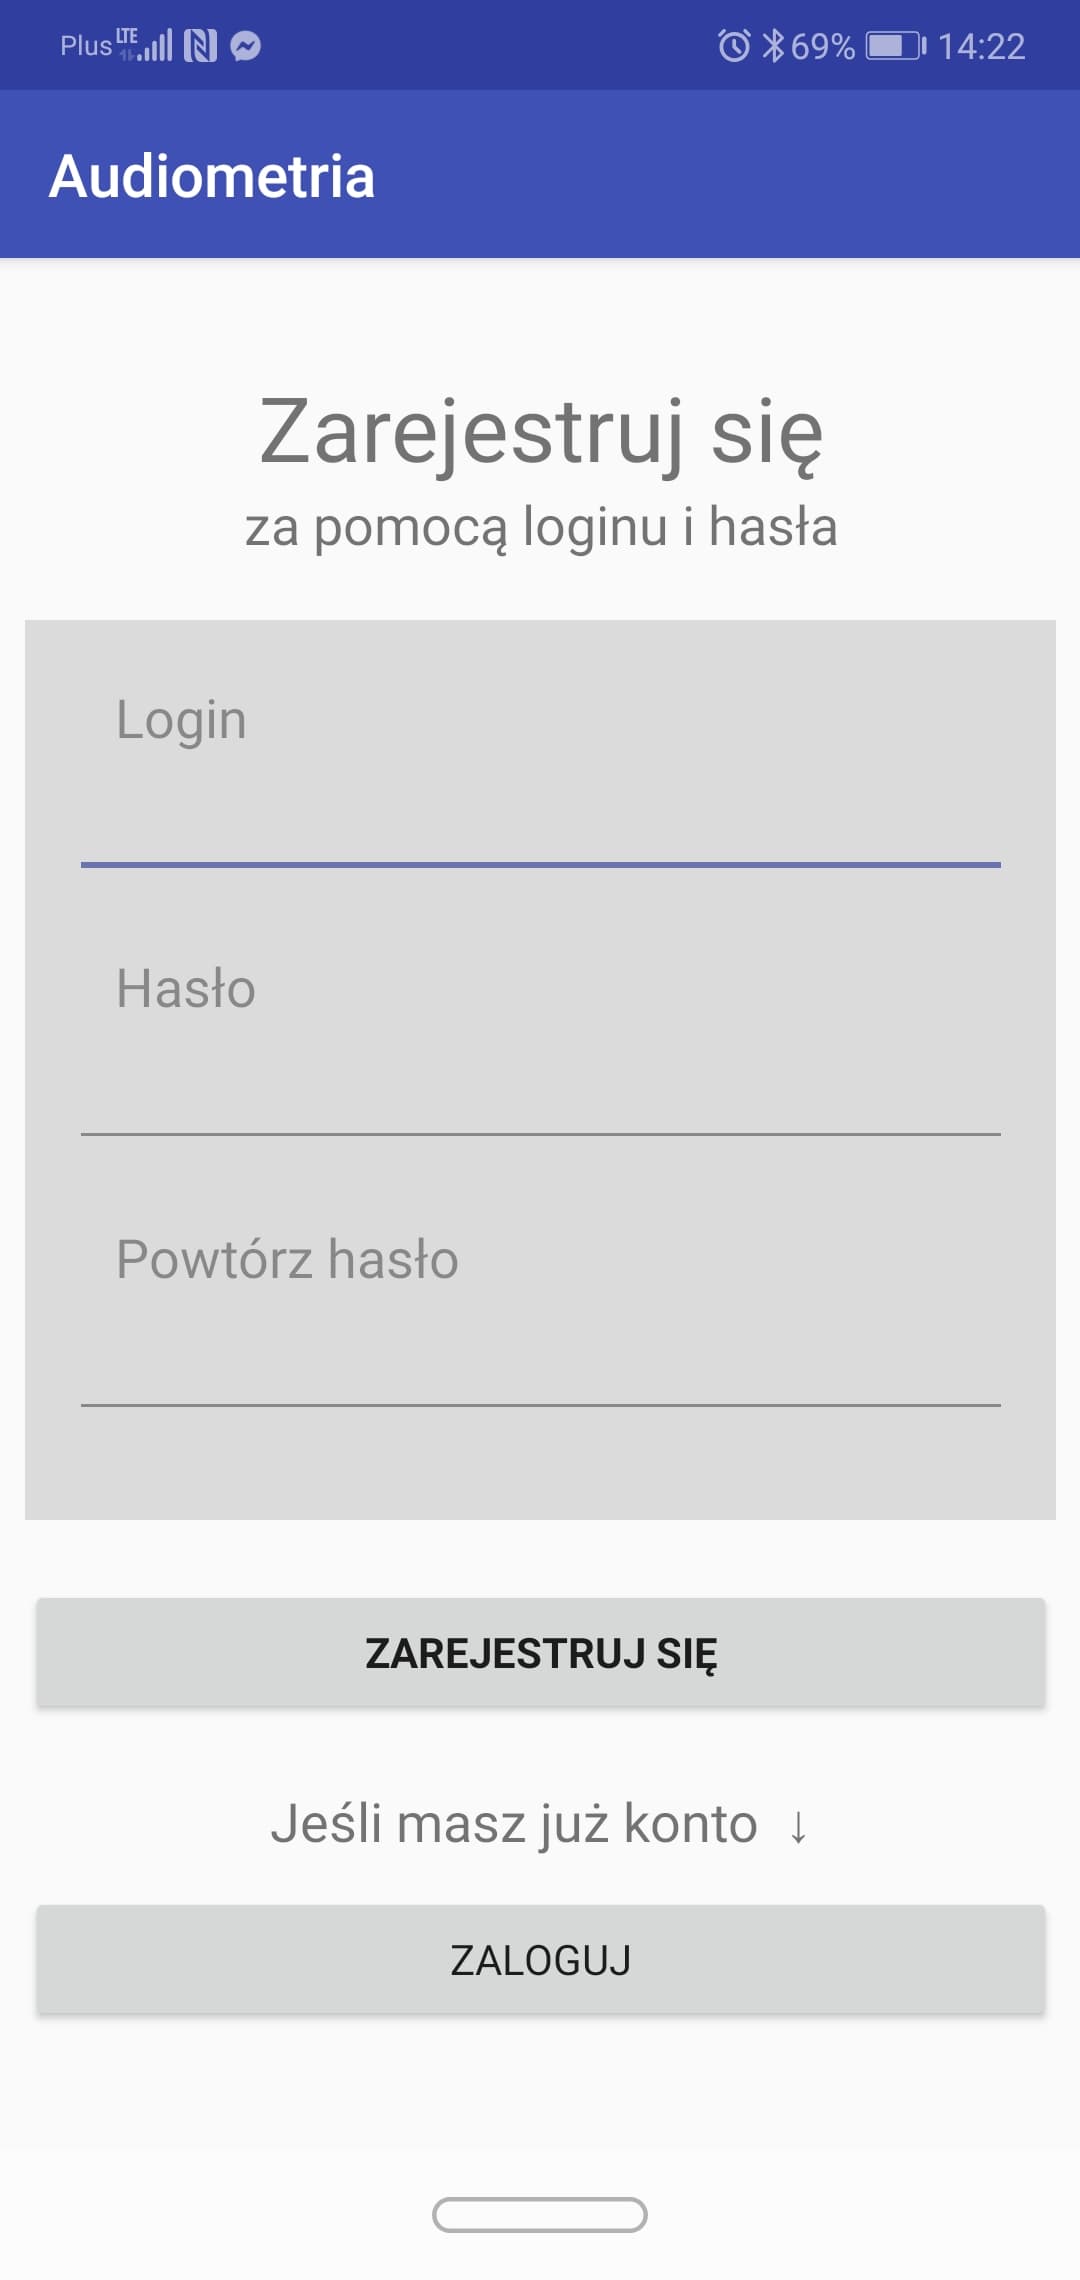 Plus LTE 69% 14:22
Audiometria
Zarejestruj się
za pomocą loginu i hasła
Login
Hasło
Powtórz hasło
ZAREJESTRUJ SIĘ
Jeśli masz już konto ↓
ZALOGUJ